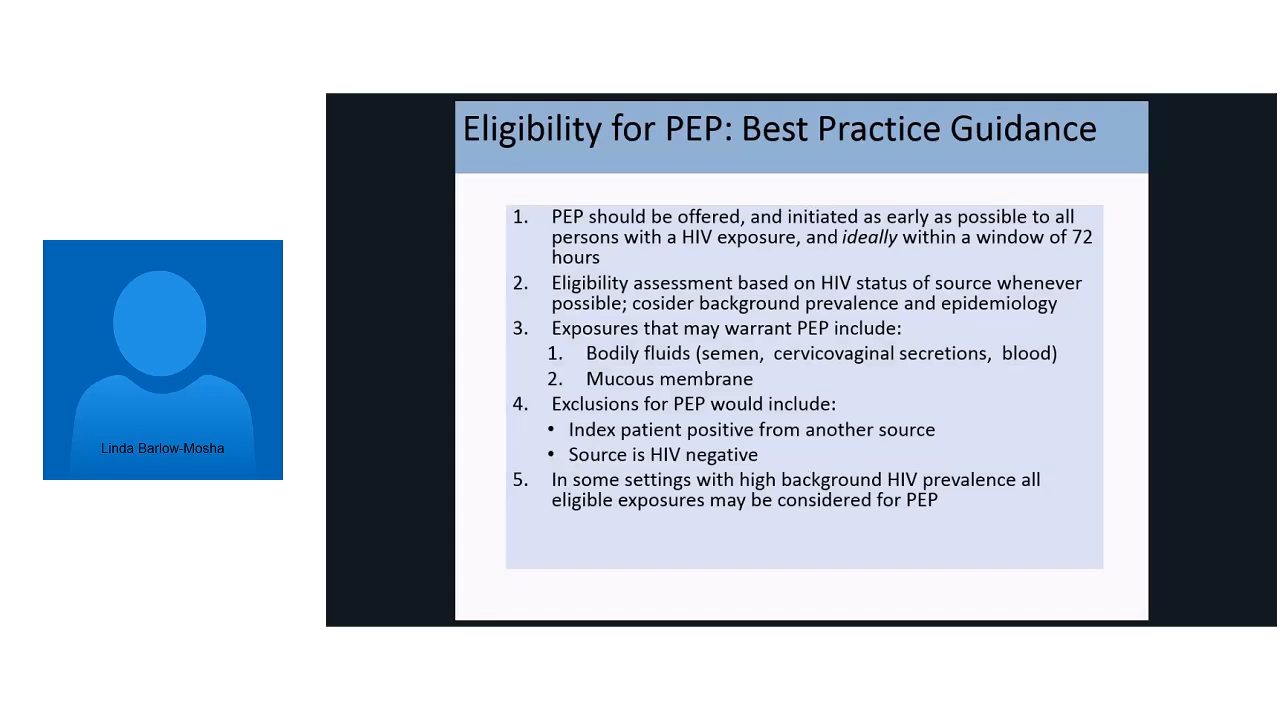 Eligibility for PEP: Best Practice Guidance
1. PEP should be offered, and initiated as early as possible to all
persons with a HIV exposure, and ideally within a window of 72
hours
2. Eligibility assessment based on HIV status of source whenever
possible; cosider background prevalence and epidemiology
3. Exposures that may warrant PEP include:
1. Bodily fluids (semen, cervicovaginal secretions, blood)
2. Mucous membrane
4. Exclusions for PEP would include:
• Index patient positive from another source
• Source is HIV negative
5. In some settings with high background HIV prevalence all
eligible exposures may be considered for PEP
Linda Barlow-Mosha